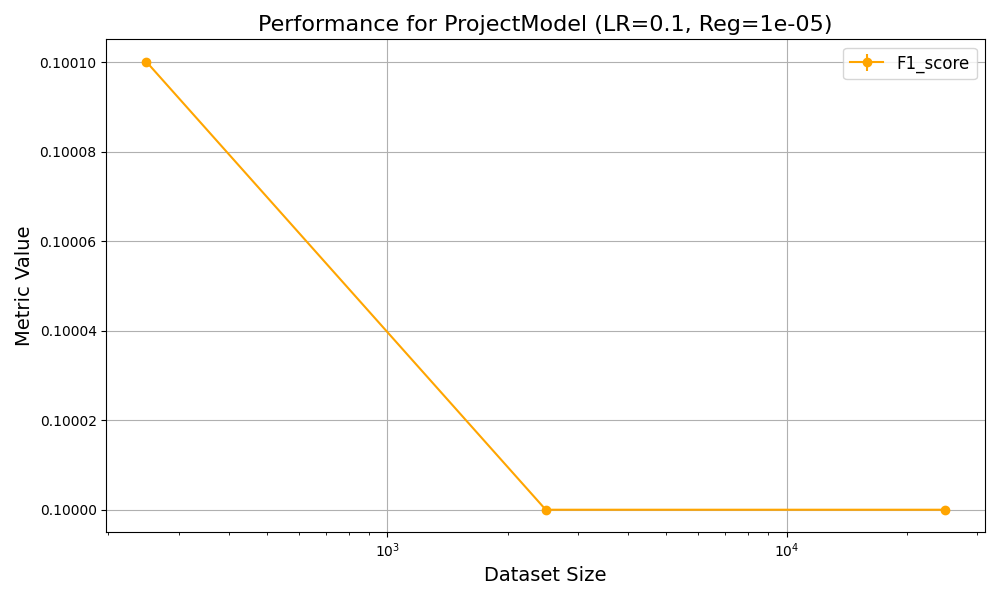 Performance for ProjectModel (LR=0.1, Reg=1e-05)
F1_score
Metric Value
0.10010
0.10008
0.10006
0.10004
0.10002
0.10000
10³
10⁴
Dataset Size